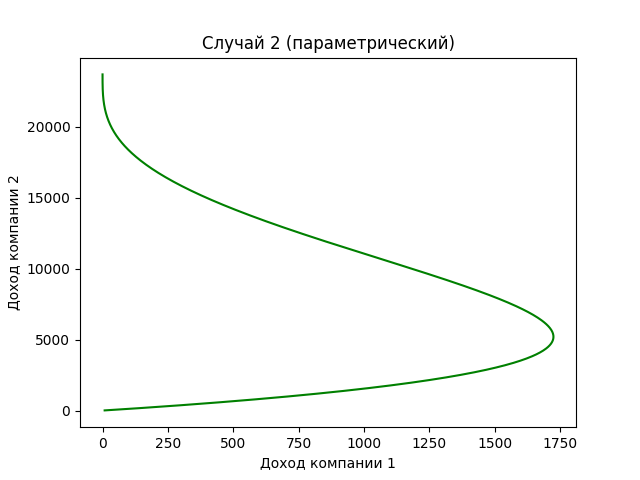 Случай 2 (параметрический)
20000
15000
10000
5000
0
Доход компании 2
0 250 500 750 1000 1250 1500 1750
Доход компании 1